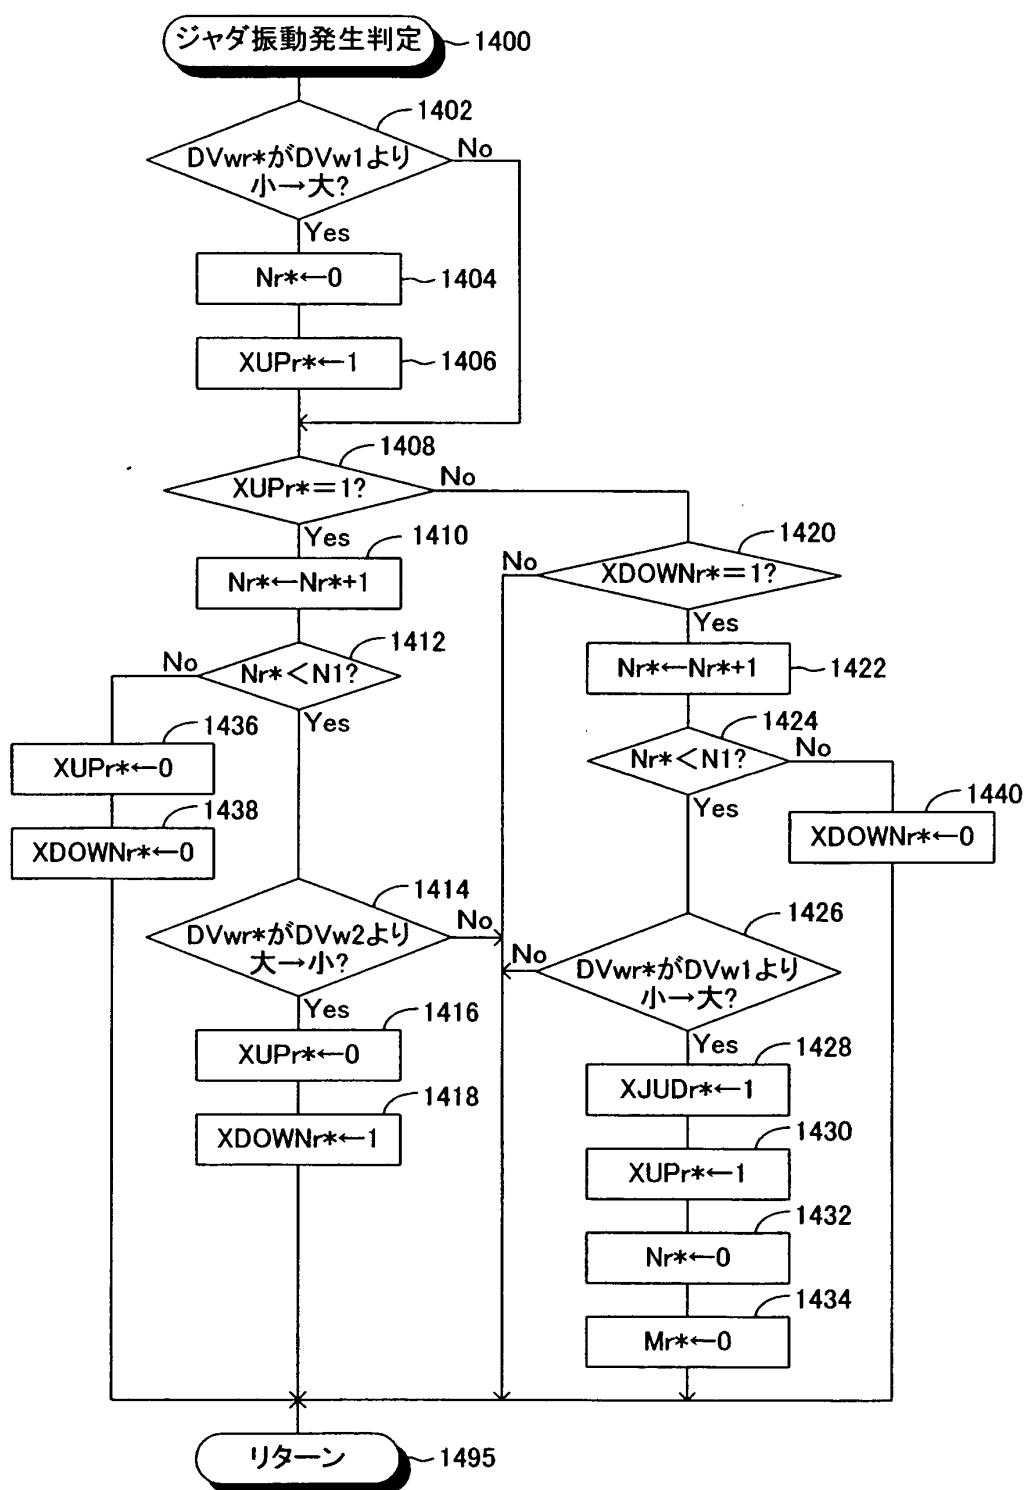 ジャダ振動発生判定
1400
1402
DVwr*がDVw1より
小→大?
No
Yes
Nr*←0
1404
XUPr*←1
1406
1408
XUPr*=1?
No
Yes
1410
Nr*←Nr*+1
1412
Nr*<N1?
No
Yes
1436
XUPr*←0
1438
XDOWNr*←0
1414
DVwr*がDVw2より
大→小?
No
Yes
1416
XUPr*←0
1418
XDOWNr*←1
1420
XDOWNr*=1?
No
Yes
Nr*←Nr*+1
1422
1424
Nr*<N1?
No
Yes
1440
XDOWNr*←0
1426
DVwr*がDVw1より
小→大?
No
Yes
1428
XJUDr*←1
1430
XUPr*←1
1432
Nr*←0
1434
Mr*←0
リターン
1495